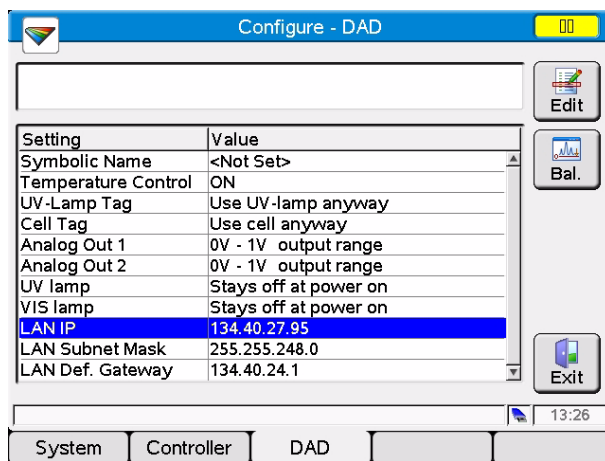 Configure - DAD
Edit
Bal.
Setting Value
Symbolic Name <Not Set>
Temperature Control ON
UV-Lamp Tag Use UV-lamp anyway
Cell Tag Use cell anyway
Analog Out 1 0V - 1V output range
Analog Out 2 0V - 1V output range
UV lamp Stays off at power on
VIS lamp Stays off at power on
LAN IP 134.40.27.95
LAN Subnet Mask 255.255.248.0
LAN Def. Gateway 134.40.24.1
Exit
13:26
System Controller DAD